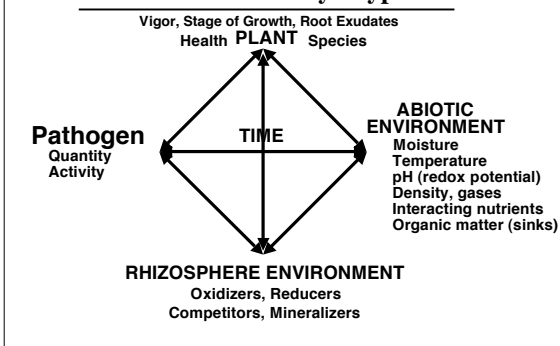 Vigor, Stage of Growth, Root Exudates
Health PLANT Species
TIME
Pathogen
Quantity
Activity
ABIOTIC
ENVIRONMENT
Moisture
Temperature
pH (redox potential)
Density, gases
Interacting nutrients
Organic matter (sinks)
RHIZOSPHERE ENVIRONMENT
Oxidizers, Reducers
Competitors, Mineralizers